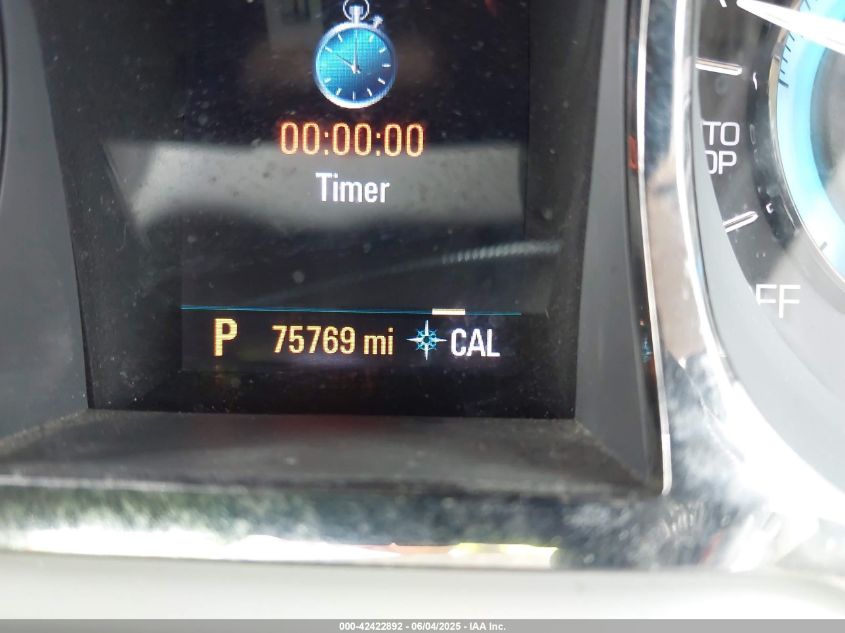 00:00:00
Timer
P 75769 mi CAL
TO
OP
FF
000-42422892 - 06/04/2025 - IAA Inc.